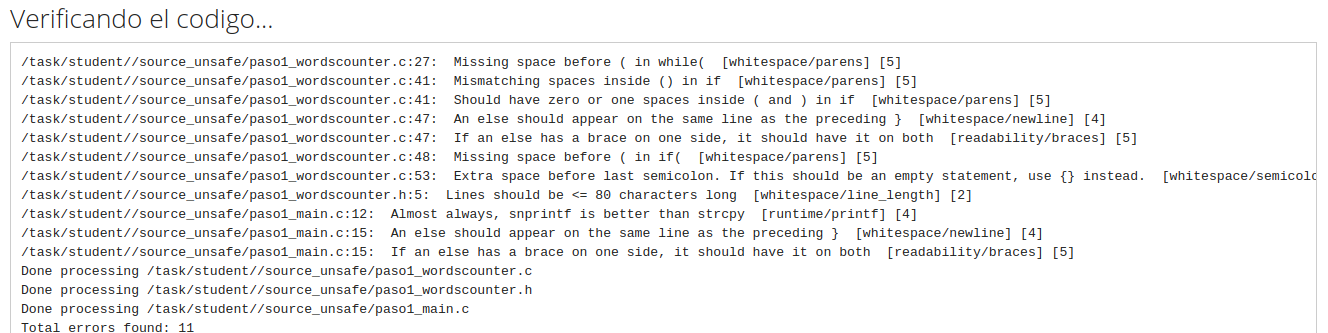 Verificando el codigo...
/task/student//source_unsafe/paso1_wordscounter.c:27:  Missing space before ( in while(  [whitespace/parens] [5]
/task/student//source_unsafe/paso1_wordscounter.c:41:  Mismatching spaces inside () in if  [whitespace/parens] [5]
/task/student//source_unsafe/paso1_wordscounter.c:41:  Should have zero or one spaces inside ( and ) in if  [whitespace/parens] [5]
/task/student//source_unsafe/paso1_wordscounter.c:47:  An else should appear on the same line as the preceding }  [whitespace/newline] [4]
/task/student//source_unsafe/paso1_wordscounter.c:47:  If an else has a brace on one side, it should have it on both  [readability/braces] [5]
/task/student//source_unsafe/paso1_wordscounter.c:48:  Missing space before ( in if(  [whitespace/parens] [5]
/task/student//source_unsafe/paso1_wordscounter.c:53:  Extra space before last semicolon. If this should be an empty statement, use {} instead.  [whitespace/semicolo
/task/student//source_unsafe/paso1_wordscounter.h:5:  Lines should be <= 80 characters long  [whitespace/line_length] [2]
/task/student//source_unsafe/paso1_main.c:12:  Almost always, snprintf is better than strcpy  [runtime/printf] [4]
/task/student//source_unsafe/paso1_main.c:15:  An else should appear on the same line as the preceding }  [whitespace/newline] [4]
/task/student//source_unsafe/paso1_main.c:15:  If an else has a brace on one side, it should have it on both  [readability/braces] [5]
Done processing /task/student//source_unsafe/paso1_wordscounter.c
Done processing /task/student//source_unsafe/paso1_wordscounter.h
Done processing /task/student//source_unsafe/paso1_main.c
Total errors found: 11